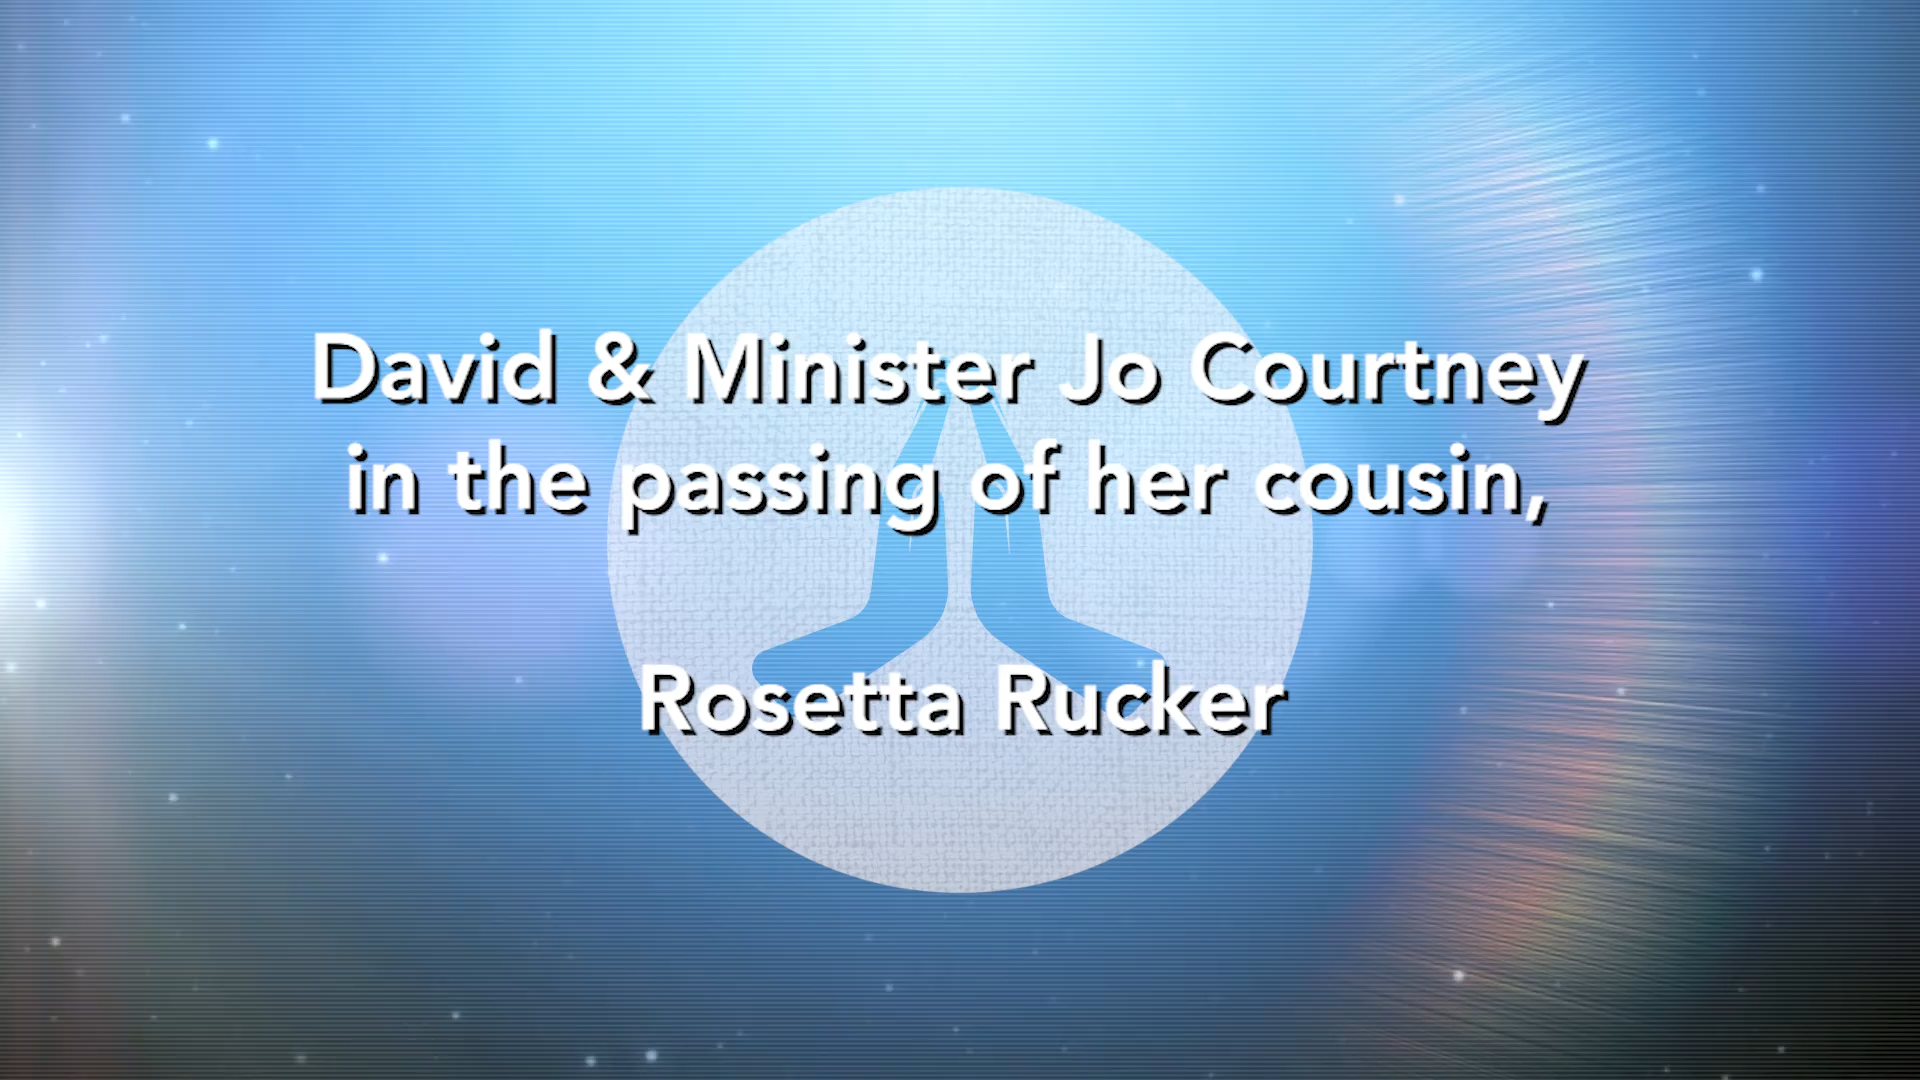 David & Minister Jo Courtney
in the passing of her cousin,
Rosetta Rucker